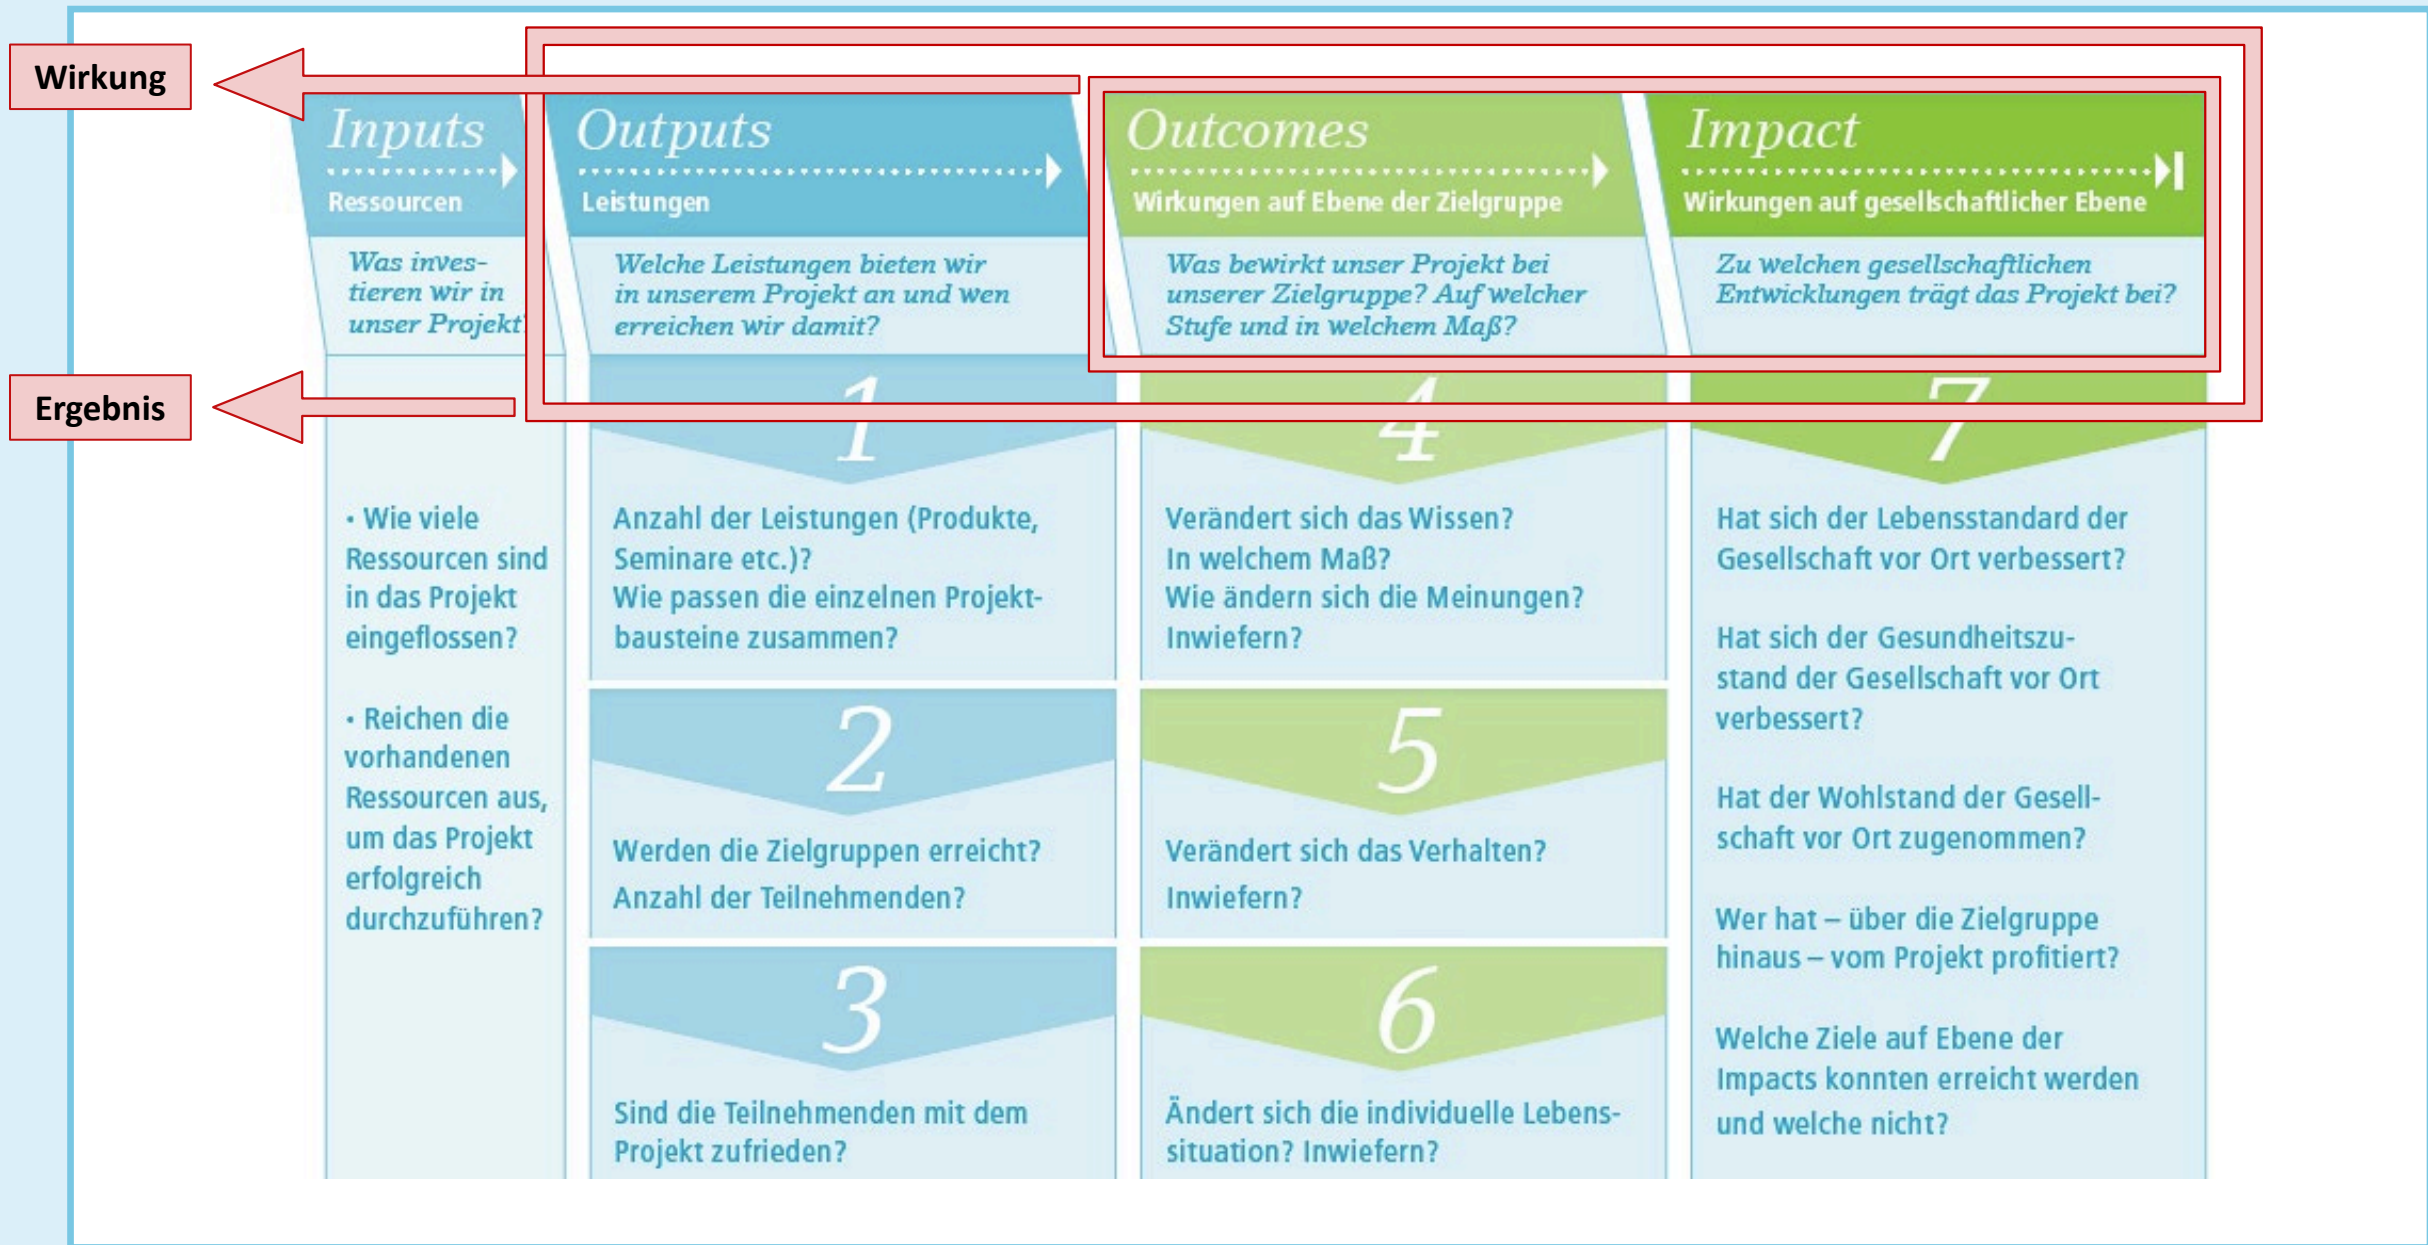 Wirkung
Ergebnis
Inputs
Ressourcen
Was inves-
tieren wir in
unser Projekt?
• Wie viele
Ressourcen sind
in das Projekt
eingeflossen?
• Reichen die
vorhandenen
Ressourcen aus,
um das Projekt
erfolgreich
durchzuführen?
Outputs
Leistungen
Welche Leistungen bieten wir
in unserem Projekt an und wen
erreichen wir damit?
1
Anzahl der Leistungen (Produkte,
Seminare etc.)?
Wie passen die einzelnen Projekt-
bausteine zusammen?
2
Werden die Zielgruppen erreicht?
Anzahl der Teilnehmenden?
3
Sind die Teilnehmenden mit dem
Projekt zufrieden?
Outcomes
Wirkungen auf Ebene der Zielgruppe
Was bewirkt unser Projekt bei
unserer Zielgruppe? Auf welcher
Stufe und in welchem Maß?
4
Verändert sich das Wissen?
In welchem Maß?
Wie ändern sich die Meinungen?
Inwiefern?
5
Verändert sich das Verhalten?
Inwiefern?
6
Ändert sich die individuelle Lebens-
situation? Inwiefern?
Impact
Wirkungen auf gesellschaftlicher Ebene
Zu welchen gesellschaftlichen
Entwicklungen trägt das Projekt bei?
7
Hat sich der Lebensstandard der
Gesellschaft vor Ort verbessert?
Hat sich der Gesundheitszu-
stand der Gesellschaft vor Ort
verbessert?
Hat der Wohlstand der Gesell-
schaft vor Ort zugenommen?
Wer hat – über die Zielgruppe
hinaus – vom Projekt profitiert?
Welche Ziele auf Ebene der
Impacts konnten erreicht werden
und welche nicht?